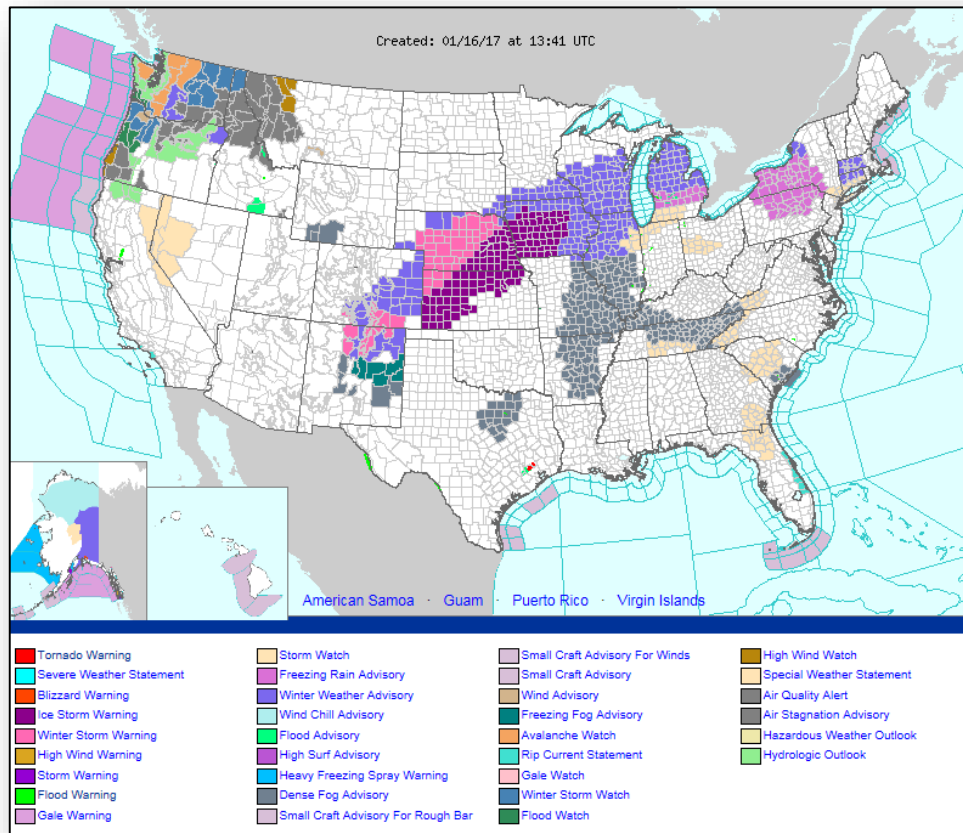 Created: 01/16/17 at 13:41 UTC
American Samoa · Guam · Puerto Rico · Virgin Islands
Tornado Warning
Severe Weather Statement
Blizzard Warning
Ice Storm Warning
Winter Storm Warning
High Wind Warning
Storm Warning
Flood Warning
Gale Warning
Storm Watch
Freezing Rain Advisory
Winter Weather Advisory
Wind Chill Advisory
Flood Advisory
High Surf Advisory
Heavy Freezing Spray Warning
Dense Fog Advisory
Small Craft Advisory For Rough Bar
Small Craft Advisory For Winds
Small Craft Advisory
Wind Advisory
Freezing Fog Advisory
Avalanche Watch
Rip Current Statement
Gale Watch
Winter Storm Watch
Flood Watch
High Wind Watch
Special Weather Statement
Air Quality Alert
Air Stagnation Advisory
Hazardous Weather Outlook
Hydrologic Outlook